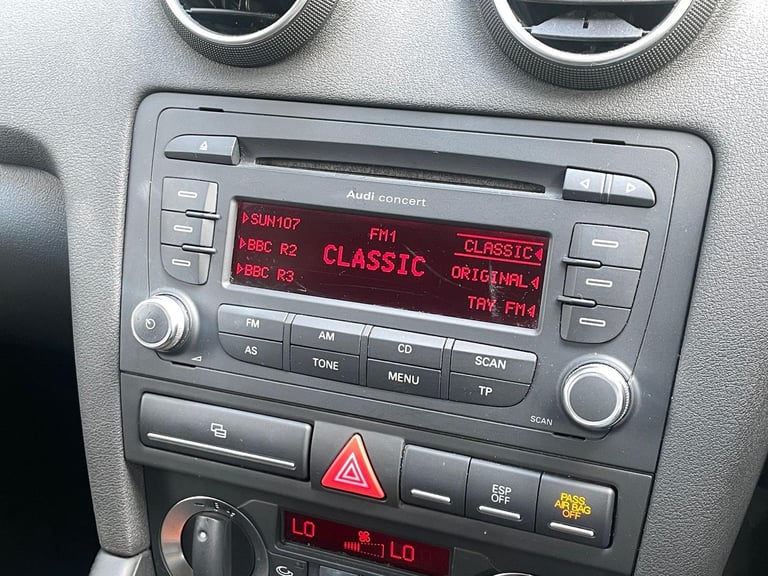 Audi concert
SUN107
BBC R2
BBC R3
FM1
CLASSIC
CLASSIC
ORIGINAL
TAY FM
FM
AM
CD
SCAN
AS
TONE
MENU
TP
SCAN
ESP
OFF
PASS
AIR BAG
OFF
LO
LO